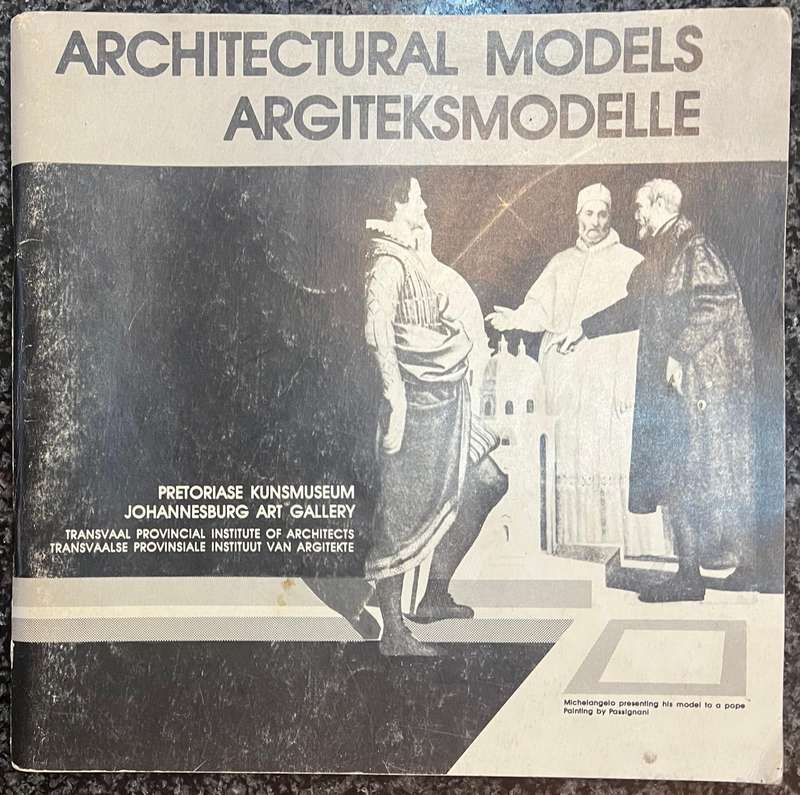 ARCHITECTURAL MODELS
ARGITEKSMODELLE
PRETORIASE KUNSMUSEUM
JOHANNESBURG ART GALLERY
TRANSVAAL PROVINCIAL INSTITUTE OF ARCHITECTS
TRANSVAALSE PROVINSIALE INSTITUUT VAN ARGITEKTE
Michelangelo presenting his model to a pope
Painting by Passignani